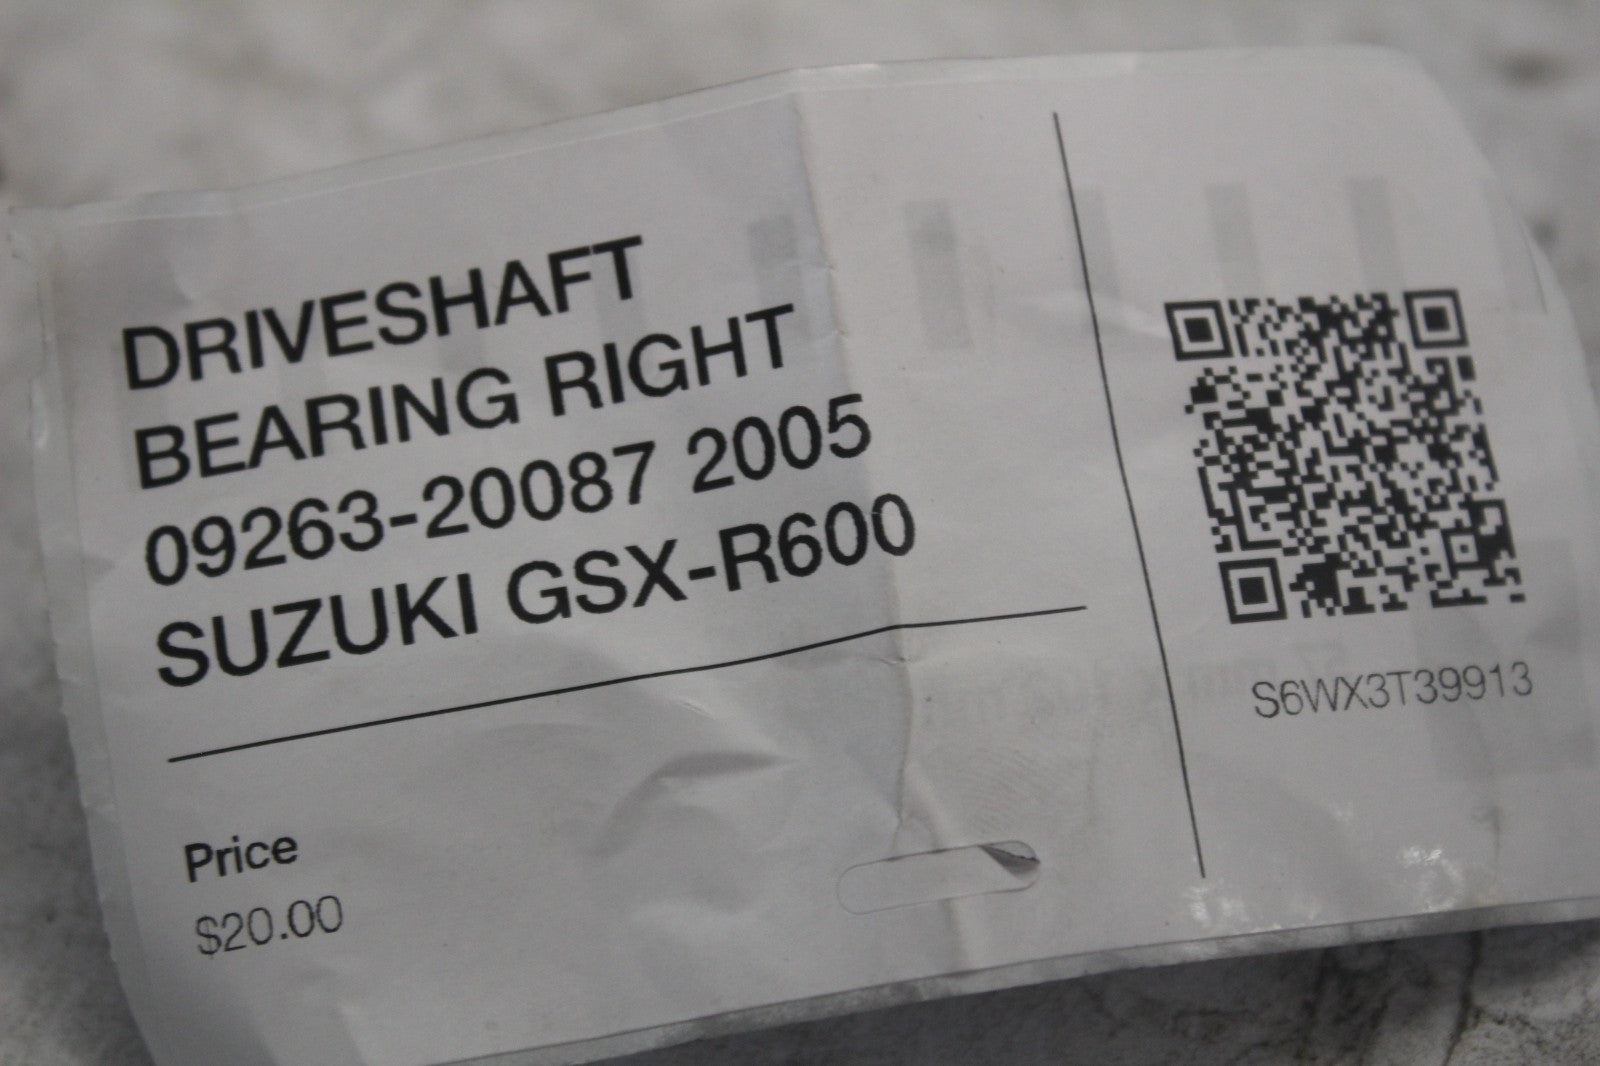 DRIVESHAFT
BEARING RIGHT
09263-20087 2005
SUZUKI GSX-R600
Price
$20.00
S6WX3T39913